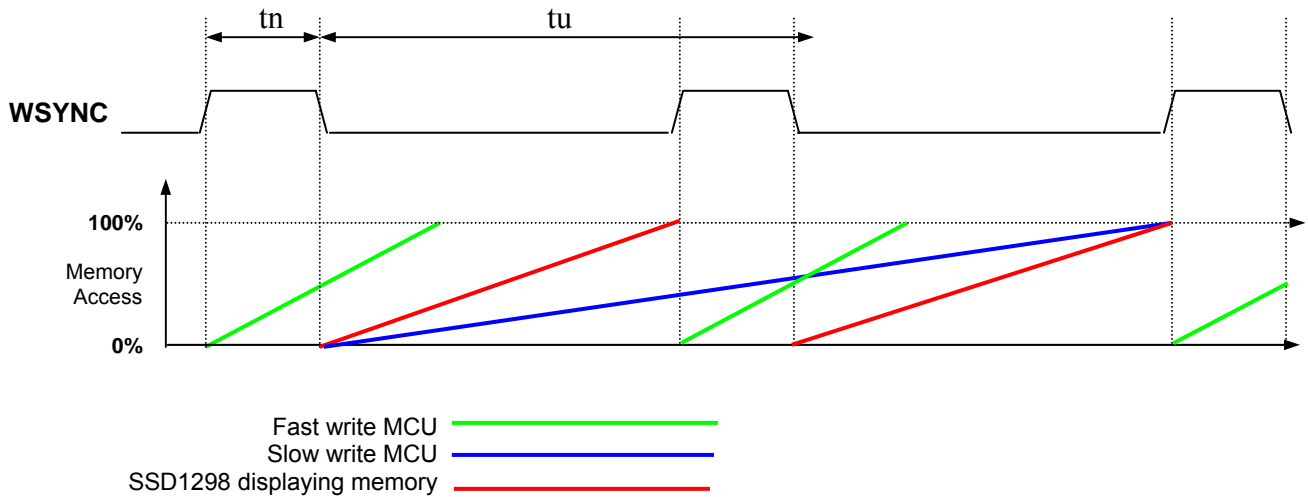 tn
tu
WSYNC
100%
Memory
Access
0%
Fast write MCU
Slow write MCU
SSD1298 displaying memory